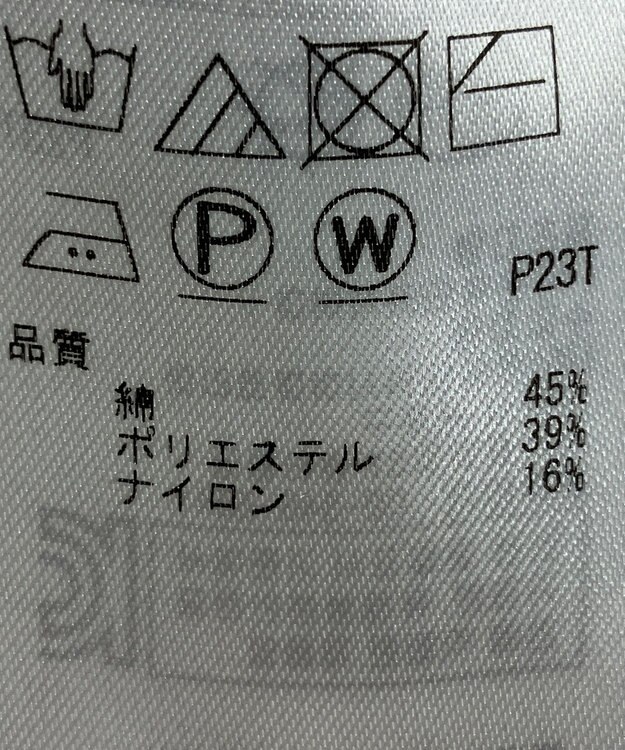 P W P23T
品質
綿 45%
ポリエステル 39%
ナイロン 16%